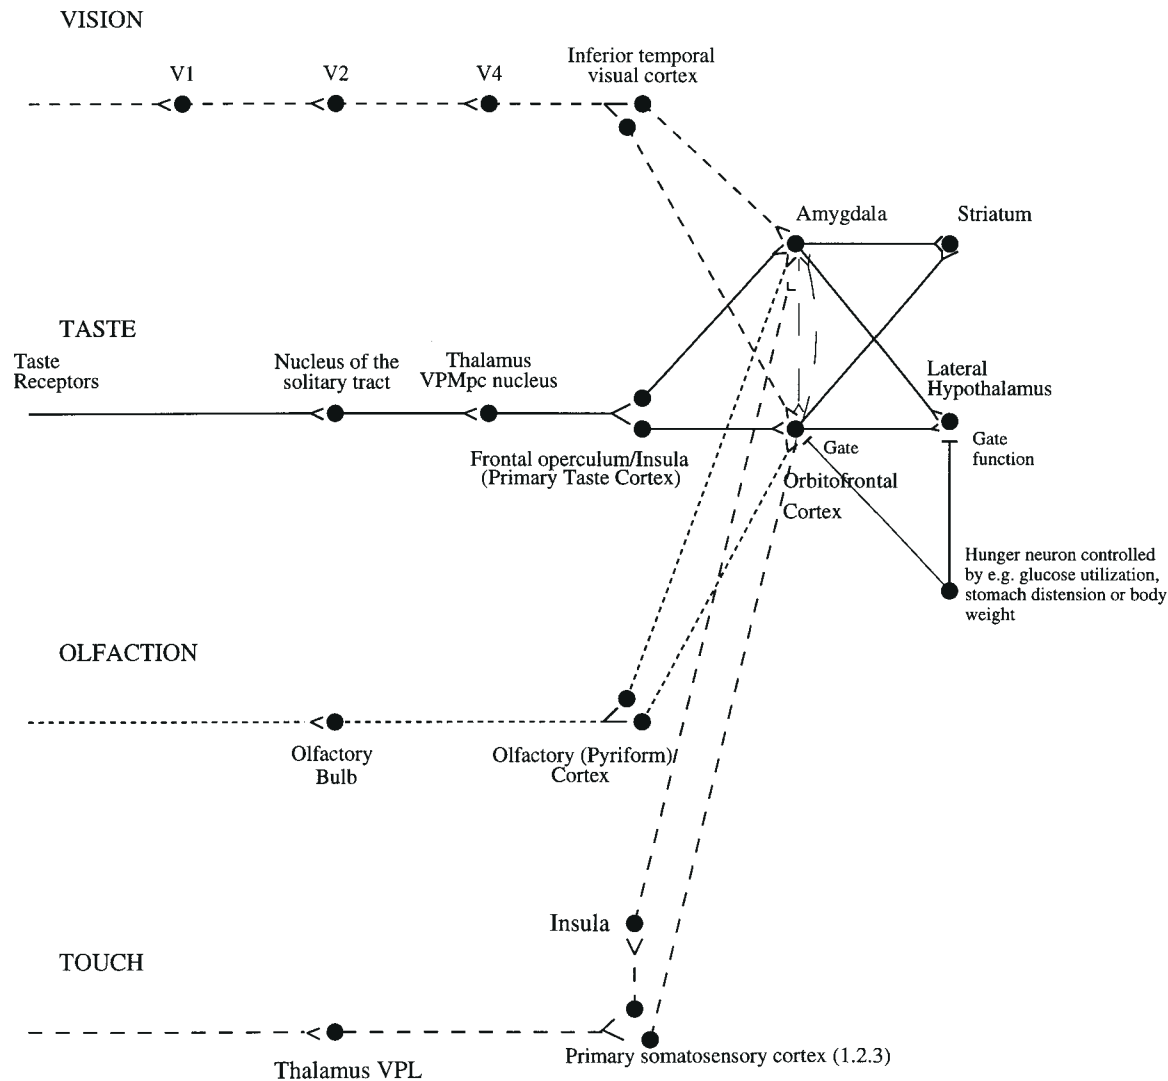 VISION
V1
V2
V4
Inferior temporal
visual cortex
Amygdala
Striatum
TASTE
Taste
Receptors
Nucleus of the
solitary tract
Thalamus
VPMpc nucleus
Frontal operculum/Insula
(Primary Taste Cortex)
Lateral
Hypothalamus
Gate
function
Gate
Orbitofrontal
Cortex
Hunger neuron controlled
by e.g. glucose utilization,
stomach distension or body
weight
OLFACTION
Olfactory
Bulb
Olfactory (Pyriform)
Cortex
Insula
TOUCH
Thalamus VPL
Primary somatosensory cortex (1.2.3)